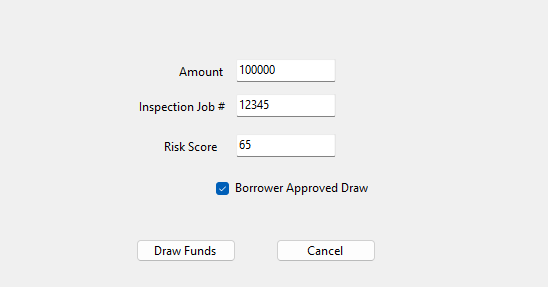 Amount 100000
Inspection Job # 12345
Risk Score 65
Borrower Approved Draw
Draw Funds Cancel